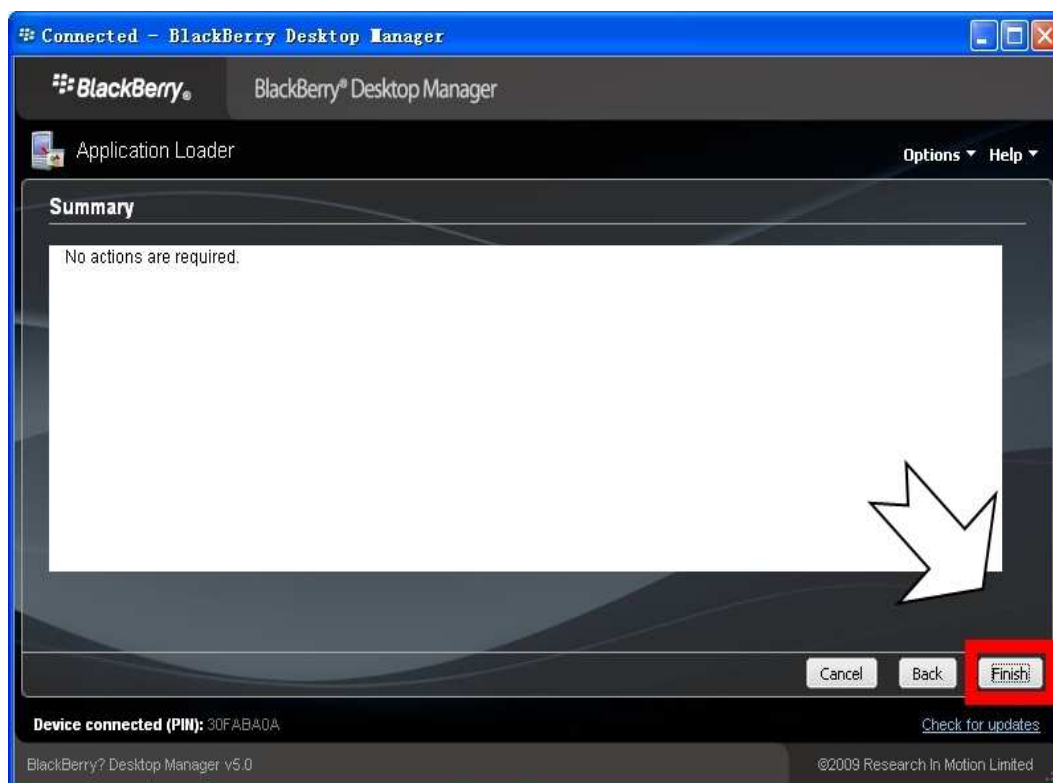 Connected - BlackBerry Desktop Manager
BlackBerry® BlackBerry® Desktop Manager
Application Loader
Options Help
Summary
No actions are required.
Cancel Back Finish
Device connected (PIN): 30FABA0A
Check for updates
BlackBerry? Desktop Manager v5.0
©2009 Research In Motion Limited